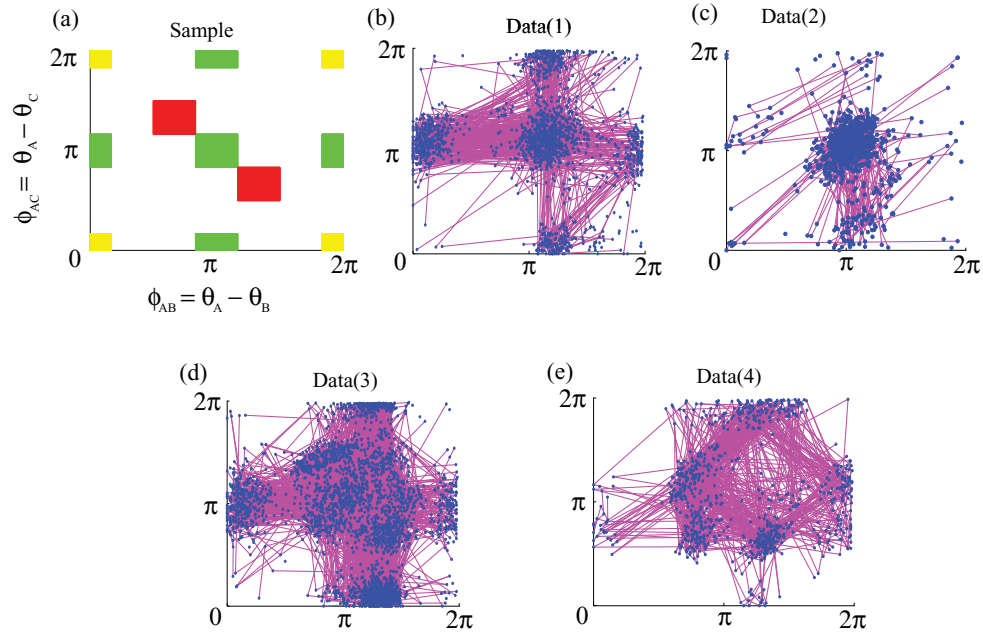 (a)
Sample
2π
π
0
π
2π
ϕAC = θA − θC
ϕAB = θA − θB
(b)
Data(1)
2π
π
0
π
2π
(c)
Data(2)
2π
π
0
π
2π
(d)
Data(3)
2π
π
0
π
2π
(e)
Data(4)
2π
π
0
π
2π